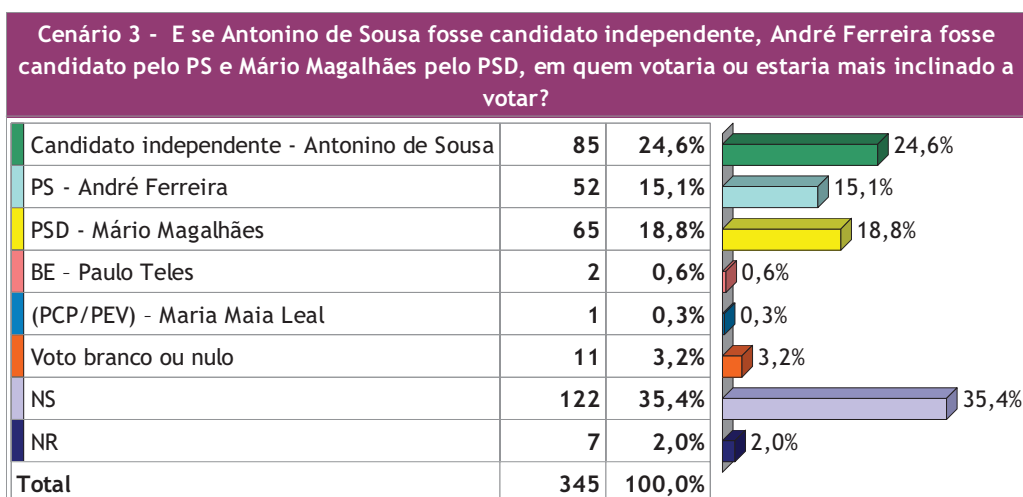 Cenário 3 - E se Antonino de Sousa fosse candidato independente, André Ferreira fosse
candidato pelo PS e Mário Magalhães pelo PSD, em quem votaria ou estaria mais inclinado a
votar?
Candidato independente - Antonino de Sousa 85 24,6% 24,6%
PS - André Ferreira 52 15,1% 15,1%
PSD - Mário Magalhães 65 18,8% 18,8%
BE – Paulo Teles 2 0,6% 0,6%
(PCP/PEV) – Maria Maia Leal 1 0,3% 0,3%
Voto branco ou nulo 11 3,2% 3,2%
NS 122 35,4% 35,4%
NR 7 2,0% 2,0%
Total 345 100,0%